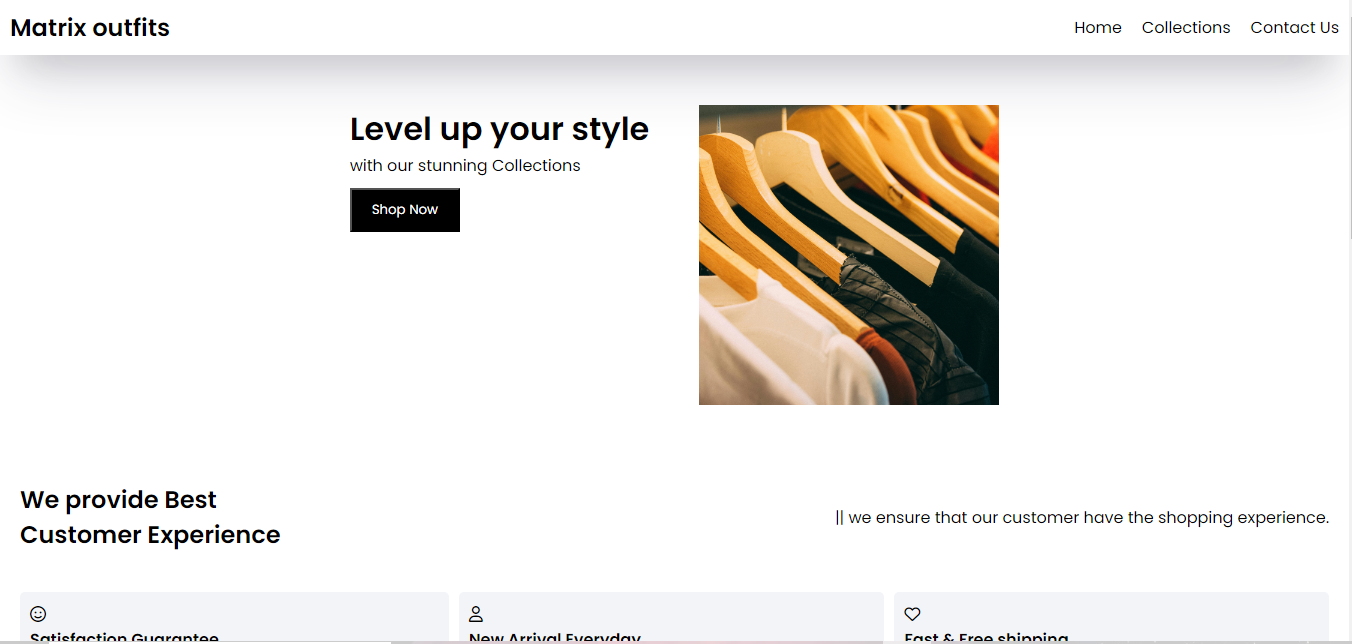 Matrix outfits
Home Collections Contact Us
Level up your style
with our stunning Collections
Shop Now
We provide Best
Customer Experience
|| we ensure that our customer have the shopping experience.
Satisfaction Guarantee
New Arrival Everyday
Fast & Free shipping